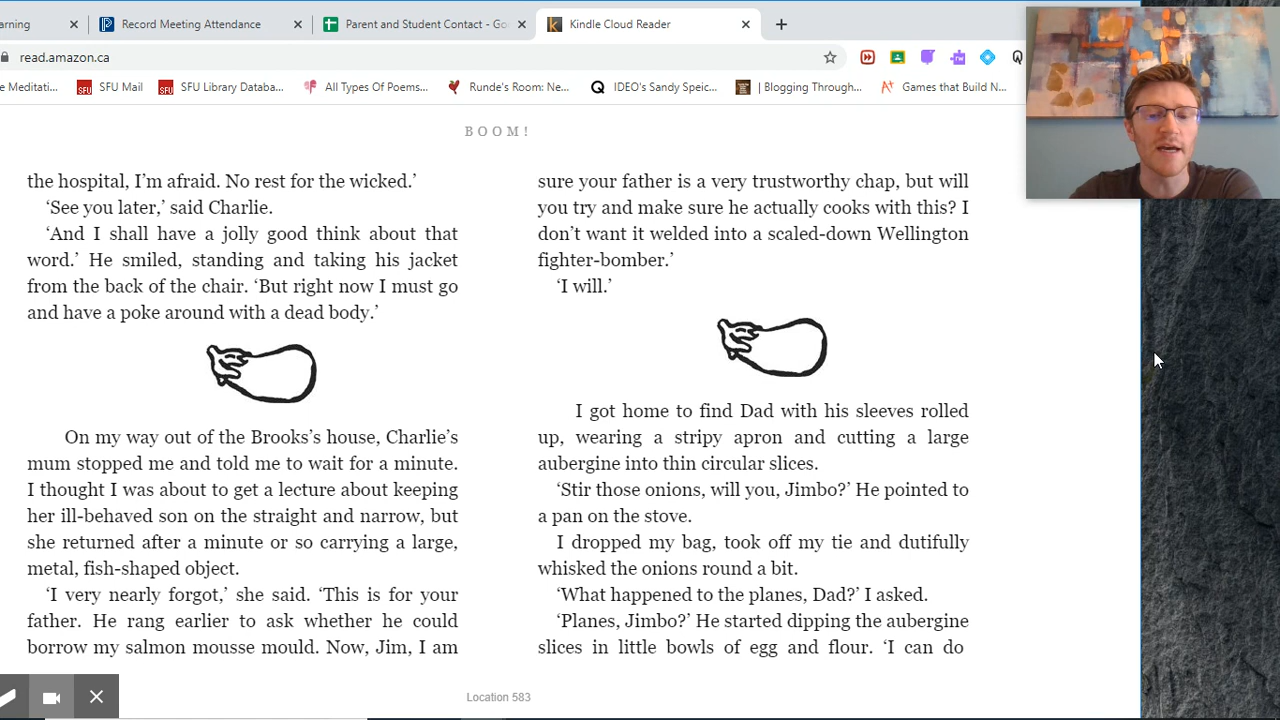 arning
Record Meeting Attendance
Parent and Student Contact - Go
Kindle Cloud Reader
read.amazon.ca
e Meditati...
SFU Mail
SFU Library Databa...
All Types Of Poems...
Runde's Room: Ne...
IDEO's Sandy Speic...
| Blogging Through...
Games that Build N...
BOOM!
the hospital, I'm afraid. No rest for the wicked.'
'See you later,' said Charlie.
'And I shall have a jolly good think about that
word.' He smiled, standing and taking his jacket
from the back of the chair. 'But right now I must go
and have a poke around with a dead body.'
On my way out of the Brooks's house, Charlie's
mum stopped me and told me to wait for a minute.
I thought I was about to get a lecture about keeping
her ill-behaved son on the straight and narrow, but
she returned after a minute or so carrying a large,
metal, fish-shaped object.
'I very nearly forgot,' she said. 'This is for your
father. He rang earlier to ask whether he could
borrow my salmon mousse mould. Now, Jim, I am
sure your father is a very trustworthy chap, but will
you try and make sure he actually cooks with this? I
don't want it welded into a scaled-down Wellington
fighter-bomber.'
'I will.'
I got home to find Dad with his sleeves rolled
up, wearing a stripy apron and cutting a large
aubergine into thin circular slices.
'Stir those onions, will you, Jimbo?' He pointed to
a pan on the stove.
I dropped my bag, took off my tie and dutifully
whisked the onions round a bit.
'What happened to the planes, Dad?' I asked.
'Planes, Jimbo?' He started dipping the aubergine
slices in little bowls of egg and flour. 'I can do
Location 583